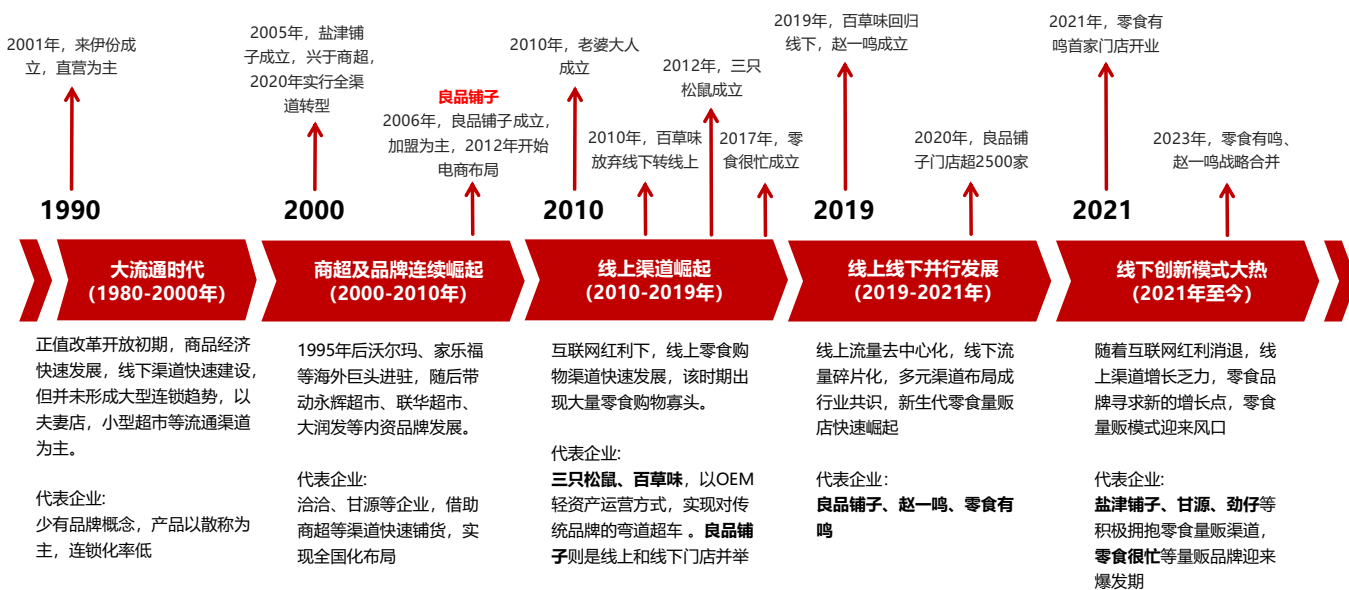 2001年，来伊份成
立，直营为主
2005年，盐津铺
子成立，兴于商超，
2020年实行全渠
道转型
良品铺子
2006年，良品铺子成立，
加盟为主，2012年开始
电商布局
2010年，老婆大人
成立
2010年，百草味
放弃线下转线上
2012年，三只
松鼠成立
2017年，零
食很忙成立
2019年，百草味回归
线下，赵一鸣成立
2020年，良品铺
子门店超2500家
2021年，零食有
鸣首家门店开业
2023年，零食有鸣、
赵一鸣战略合并
1990
2000
2010
2019
2021
大流通时代
（1980-2000年）
商超及品牌连续崛起
（2000-2010年）
线上渠道崛起
（2010-2019年）
线上线下并行发展
（2019-2021年）
线下创新模式大热
（2021年至今）
正值改革开放初期，商品经济
快速发展，线下渠道快速建设，
但并未形成大型连锁趋势，以
夫妻店，小型超市等流通渠道
为主。
代表企业:
少有品牌概念，产品以散称为
主，连锁化率低
1995年后沃尔玛、家乐福
等海外巨头进驻，随后带
动永辉超市、联华超市、
大润发等内资品牌发展。
代表企业:
洽洽、甘源等企业，借助
商超等渠道快速铺货，实
现全国化布局
互联网红利下，线上零食购
物渠道快速发展，该时期出
现大量零食购物寡头。
代表企业:
三只松鼠、百草味，以OEM
轻资产运营方式，实现对传
统品牌的弯道超车 。良品铺
子则是线上和线下门店并举
线上流量去中心化，线下流
量碎片化，多元渠道布局成
行业共识，新生代零食量贩
店快速崛起
代表企业：
良品铺子、赵一鸣、零食有
鸣
随着互联网红利消退，线
上渠道增长乏力，零食品
牌寻求新的增长点，零食
量贩模式迎来风口
代表企业:
盐津铺子、甘源、劲仔等
积极拥抱零食量贩渠道，
零食很忙等量贩品牌迎来
爆发期